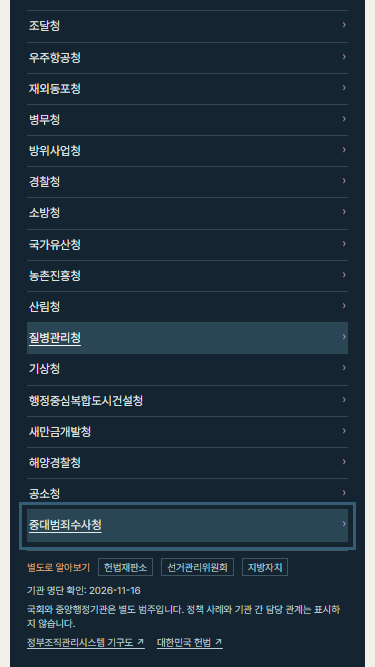 조달청 ›
우주항공청 ›
재외동포청 ›
병무청 ›
방위사업청 ›
경찰청 ›
소방청 ›
국가유산청 ›
농촌진흥청 ›
산림청 ›
질병관리청 ›
기상청 ›
행정중심복합도시건설청 ›
새만금개발청 ›
해양경찰청 ›
공소청 ›
중대범죄수사청 ›
별도로 알아보기 헌법재판소 선거관리위원회 지방자치
기관 명단 확인: 2026-11-16
국회와 중앙행정기관은 별도 범주입니다. 정책 사례와 기관 간 담당 관계는 표시하
지 않습니다.
정부조직관리시스템 기구도 ↗ 대한민국 헌법 ↗